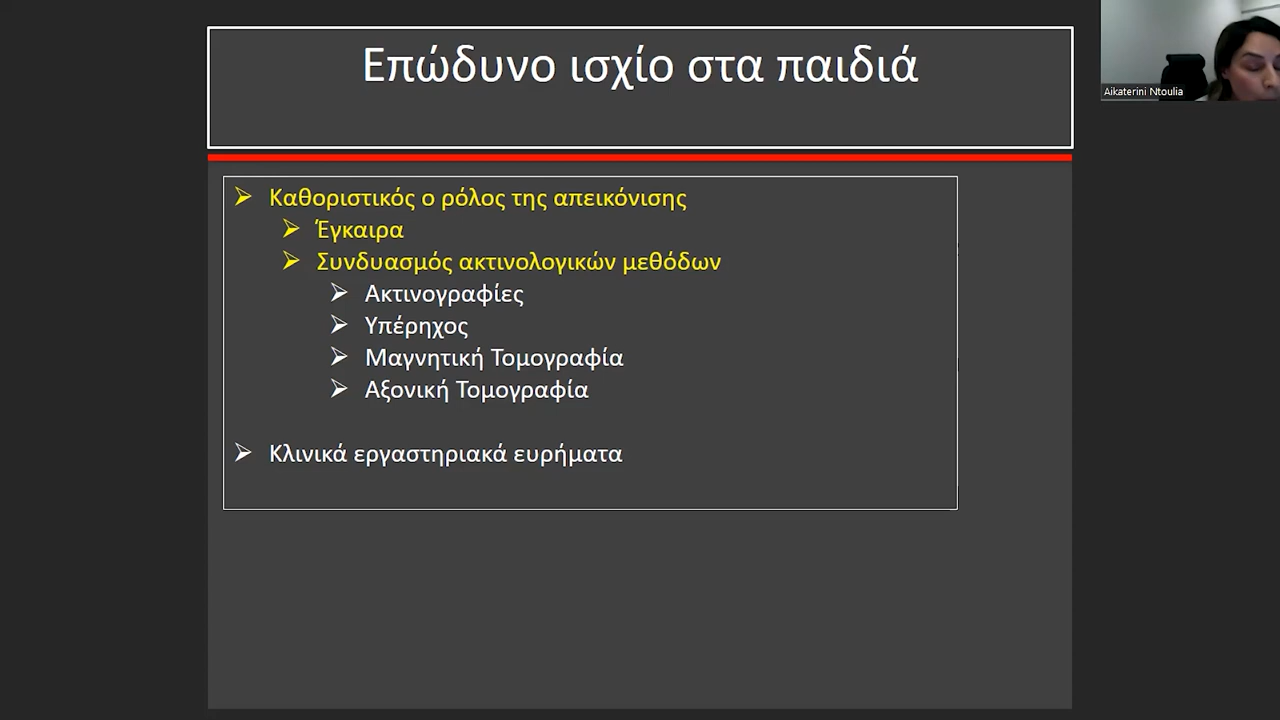 Επώδυνο ισχίο στα παιδιά
Aikaterini Ntoulia
Καθοριστικός ο ρόλος της απεικόνισης
Έγκαιρα
Συνδυασμός ακτινολογικών μεθόδων
Ακτινογραφίες
Υπέρηχος
Μαγνητική Τομογραφία
Αξονική Τομογραφία
Κλινικά εργαστηριακά ευρήματα